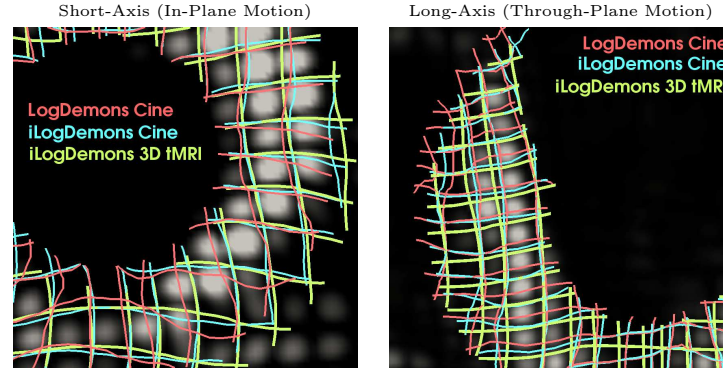 Short-Axis (In-Plane Motion)
Long-Axis (Through-Plane Motion)
LogDemons Cine
iLogDemons Cine
iLogDemons 3D tMRI
LogDemons Cine
iLogDemons Cine
iLogDemons 3D tMR